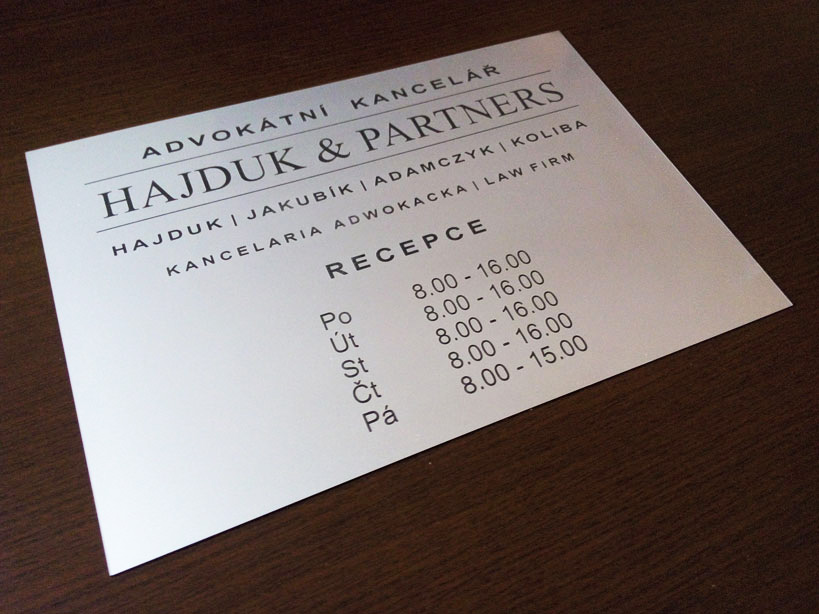 ADVOKÁTNÍ KANCELÁŘ
HAJDUK & PARTNERS
HAJDUK | JAKUBÍK | ADAMCZYK | KOLIBA
KANCELARIA ADWOKACKA | LAW FIRM
RECEPCE
Po 8.00 - 16.00
Út 8.00 - 16.00
St 8.00 - 16.00
Čt 8.00 - 16.00
Pá 8.00 - 15.00